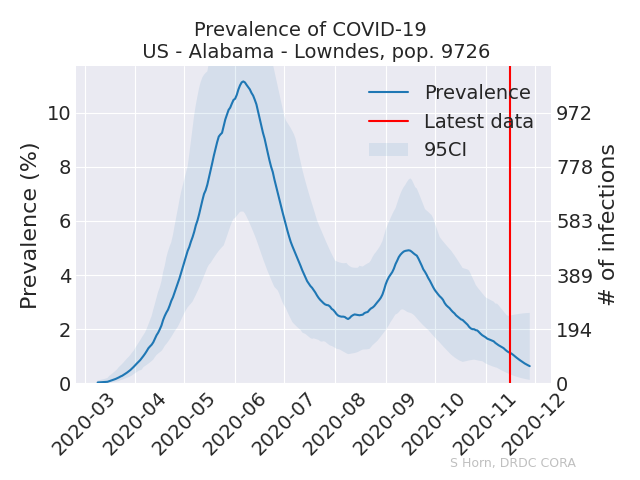 Prevalence of COVID-19
US - Alabama - Lowndes, pop. 9726
Prevalence
Latest data
95CI
Prevalence (%)
10
8
6
4
2
0
# of infections
972
778
583
389
194
0
2020-03
2020-04
2020-05
2020-06
2020-07
2020-08
2020-09
2020-10
2020-11
2020-12
S Horn, DRDC CORA